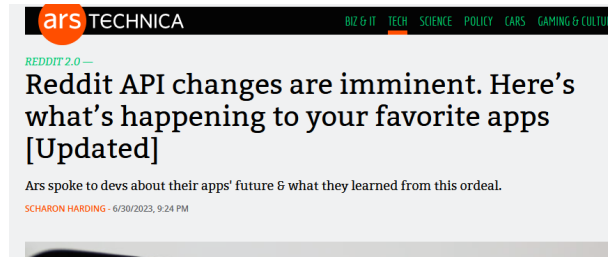 ars TECHNICA
BIZ & IT TECH SCIENCE POLICY CARS GAMING & CULTU
REDDIT 2.0 —
Reddit API changes are imminent. Here’s
what’s happening to your favorite apps
[Updated]
Ars spoke to devs about their apps' future & what they learned from this ordeal.
SCHARON HARDING - 6/30/2023, 9:24 PM